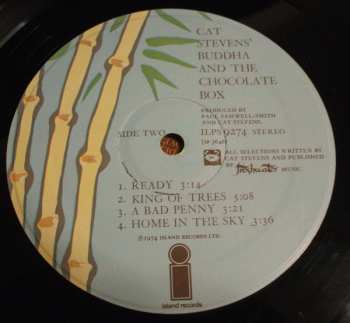 CAT
STEVENS'
BUDDHA
AND THE
CHOCOLATE
BOX
PRODUCED BY
PAUL SAMWELL-SMITH
AND CAT STEVENS.
SIDE TWO
ILPS 9274 STEREO
ALL SELECTIONS WRITTEN BY
CAT STEVENS AND PUBLISHED
BY
MUSIC
1. READY 3:14
2. KING OF TREES 5:08
3. A BAD PENNY 3:21
4. HOME IN THE SKY 3:36
℗1974 ISLAND RECORDS LTD.
island records